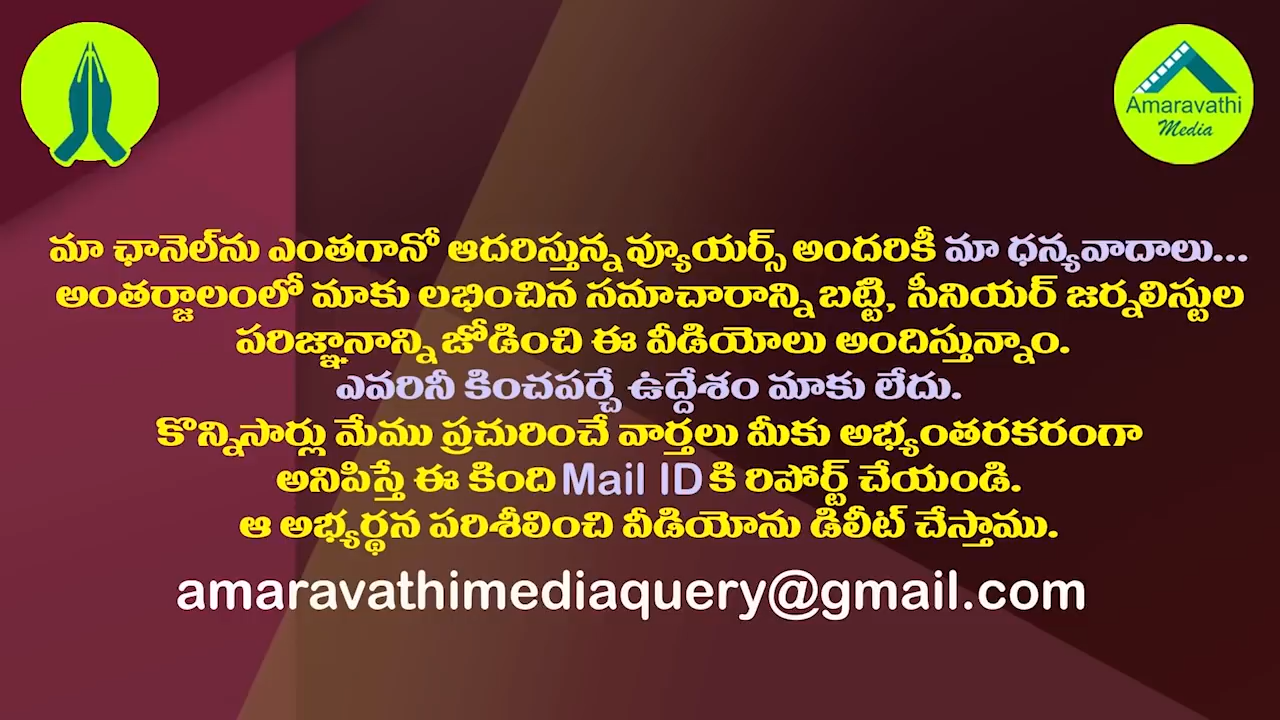 Amaravathi
Media
మా ఛానెల్‌ను ఎంతగానో ఆదరిస్తున్న వ్యూయర్స్ అందరికీ మా ధన్యవాదాలు...
అంతర్జాలంలో మాకు లభించిన సమాచారాన్ని బట్టి, సీనియర్ జర్నలిస్టుల
పరిజ్ఞానాన్ని జోడించి ఈ వీడియోలు అందిస్తున్నాం.
ఎవరినీ కించపర్చే ఉద్దేశం మాకు లేదు.
కొన్నిసార్లు మేము ప్రచురించే వార్తలు మీకు అభ్యంతరకరంగా
అనిపిస్తే ఈ కింది Mail ID కి రిపోర్ట్ చేయండి.
ఆ అభ్యర్థన పరిశీలించి వీడియోను డిలీట్ చేస్తాము.
amaravathimediaquery@gmail.com